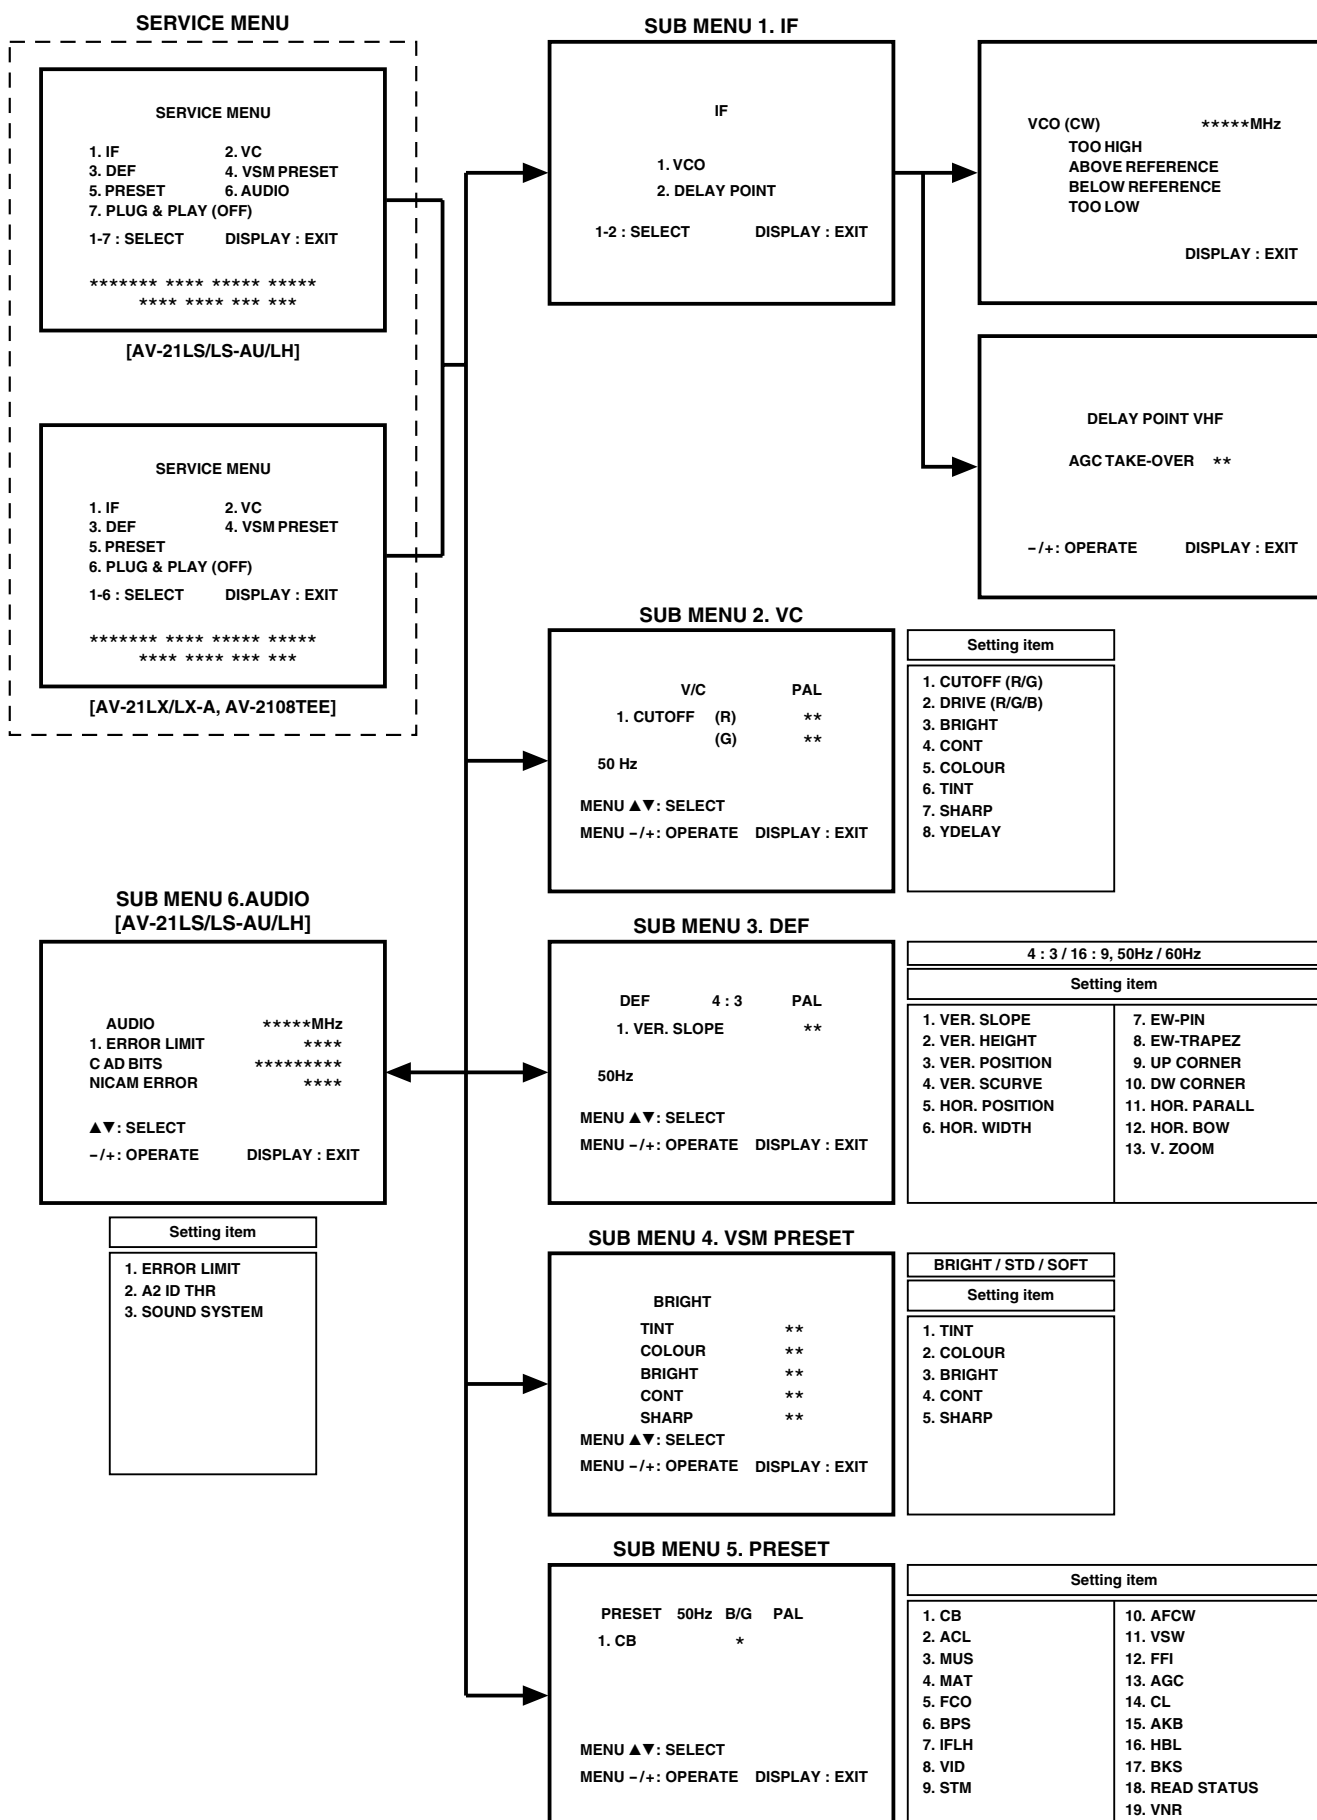 SERVICE MENU
SERVICE MENU
1. IF 2. VC
3. DEF 4. VSM PRESET
5. PRESET 6. AUDIO
7. PLUG & PLAY (OFF)
1-7 : SELECT DISPLAY : EXIT
******* **** ***** *****
**** **** *** ***
[AV-21LS/LS-AU/LH]
SERVICE MENU
1. IF 2. VC
3. DEF 4. VSM PRESET
5. PRESET
6. PLUG & PLAY (OFF)
1-6 : SELECT DISPLAY : EXIT
******* **** ***** *****
**** **** *** ***
[AV-21LX/LX-A, AV-2108TEE]
SUB MENU 1. IF
IF
1. VCO
2. DELAY POINT
1-2 : SELECT DISPLAY : EXIT
VCO (CW) *****MHz
TOO HIGH
ABOVE REFERENCE
BELOW REFERENCE
TOO LOW
DISPLAY : EXIT
DELAY POINT VHF
AGC TAKE-OVER **
–/+: OPERATE DISPLAY : EXIT
SUB MENU 2. VC
V/C PAL
1. CUTOFF (R) **
(G) **
50 Hz
MENU ▲▼: SELECT
MENU –/+: OPERATE DISPLAY : EXIT
Setting item
1. CUTOFF (R/G)
2. DRIVE (R/G/B)
3. BRIGHT
4. CONT
5. COLOUR
6. TINT
7. SHARP
8. YDELAY
SUB MENU 6.AUDIO
[AV-21LS/LS-AU/LH]
AUDIO *****MHz
1. ERROR LIMIT ****
C AD BITS *********
NICAM ERROR ****
▲▼: SELECT
–/+: OPERATE DISPLAY : EXIT
Setting item
1. ERROR LIMIT
2. A2 ID THR
3. SOUND SYSTEM
SUB MENU 3. DEF
DEF 4 : 3 PAL
1. VER. SLOPE **
50Hz
MENU ▲▼: SELECT
MENU –/+: OPERATE DISPLAY : EXIT
4 : 3 / 16 : 9, 50Hz / 60Hz
Setting item
1. VER. SLOPE
2. VER. HEIGHT
3. VER. POSITION
4. VER. SCURVE
5. HOR. POSITION
6. HOR. WIDTH
7. EW-PIN
8. EW-TRAPEZ
9. UP CORNER
10. DW CORNER
11. HOR. PARALL
12. HOR. BOW
13. V. ZOOM
SUB MENU 4. VSM PRESET
BRIGHT
TINT **
COLOUR **
BRIGHT **
CONT **
SHARP **
MENU ▲▼: SELECT
MENU –/+: OPERATE DISPLAY : EXIT
BRIGHT / STD / SOFT
Setting item
1. TINT
2. COLOUR
3. BRIGHT
4. CONT
5. SHARP
SUB MENU 5. PRESET
PRESET 50Hz B/G PAL
1. CB *
MENU ▲▼: SELECT
MENU –/+: OPERATE DISPLAY : EXIT
Setting item
1. CB
2. ACL
3. MUS
4. MAT
5. FCO
6. BPS
7. IFLH
8. VID
9. STM
10. AFCW
11. VSW
12. FFI
13. AGC
14. CL
15. AKB
16. HBL
17. BKS
18. READ STATUS
19. VNR